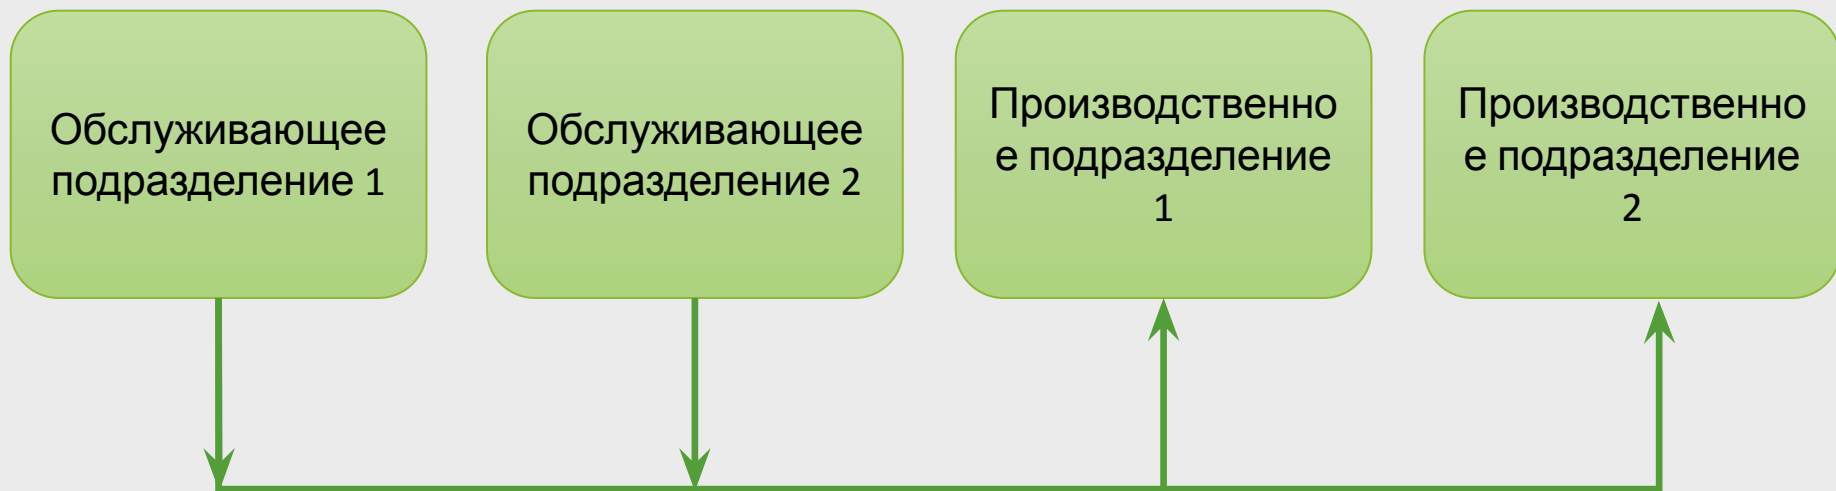 Обслуживающее
подразделение 1
Обслуживающее
подразделение 2
Производственно
е подразделение
1
Производственно
е подразделение
2